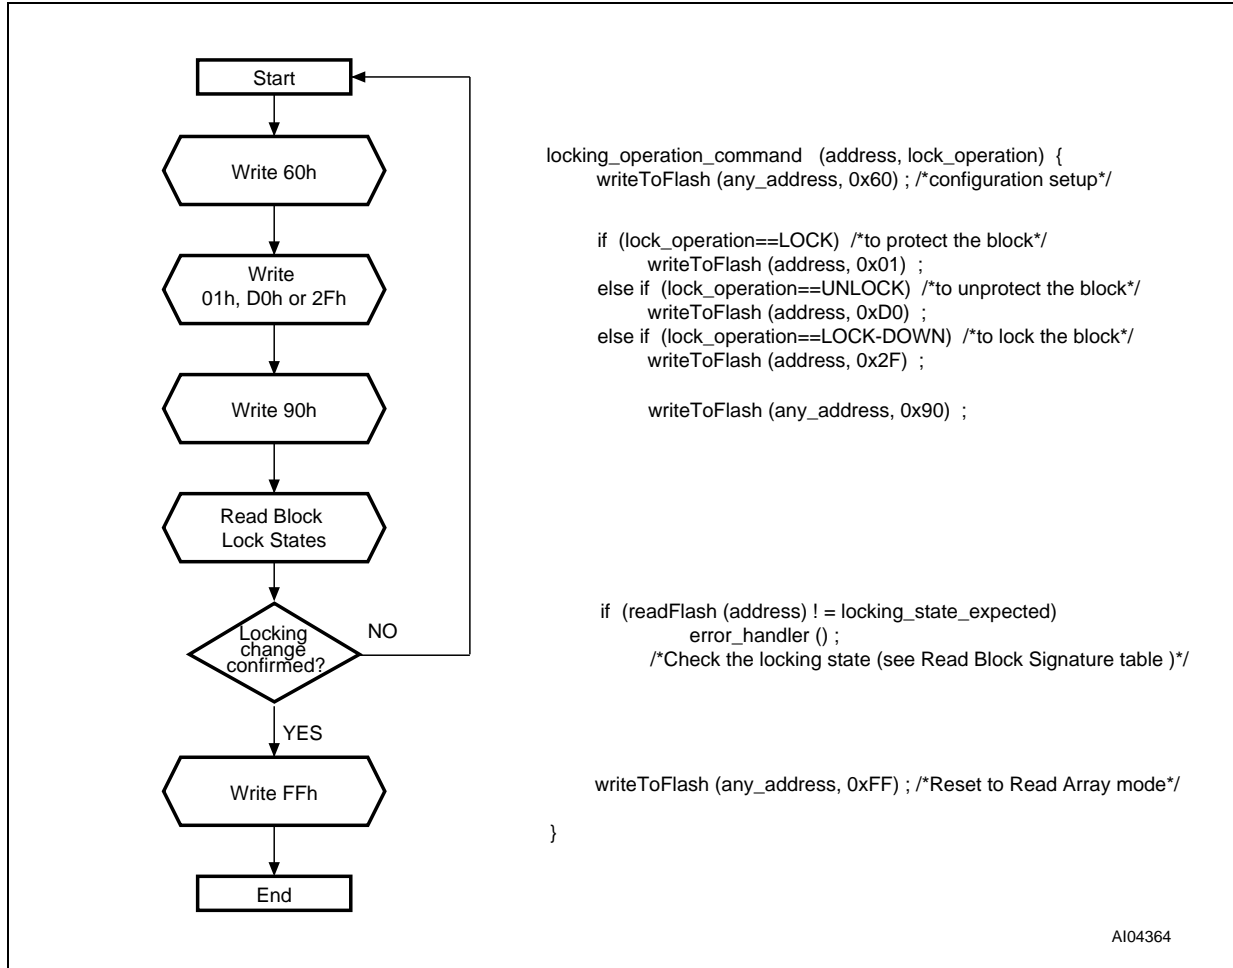 Start
Write 60h
Write
01h, D0h or 2Fh
Write 90h
Read Block
Lock States
Locking
change
confirmed?
NO
YES
Write FFh
End
locking_operation_command (address, lock_operation) {
writeToFlash (any_address, 0x60) ; /*configuration setup*/
if (lock_operation==LOCK) /*to protect the block*/
writeToFlash (address, 0x01) ;
else if (lock_operation==UNLOCK) /*to unprotect the block*/
writeToFlash (address, 0xD0) ;
else if (lock_operation==LOCK-DOWN) /*to lock the block*/
writeToFlash (address, 0x2F) ;
writeToFlash (any_address, 0x90) ;
if (readFlash (address) ! = locking_state_expected)
error_handler () ;
/*Check the locking state (see Read Block Signature table )*/
writeToFlash (any_address, 0xFF) ; /*Reset to Read Array mode*/
}
AI04364